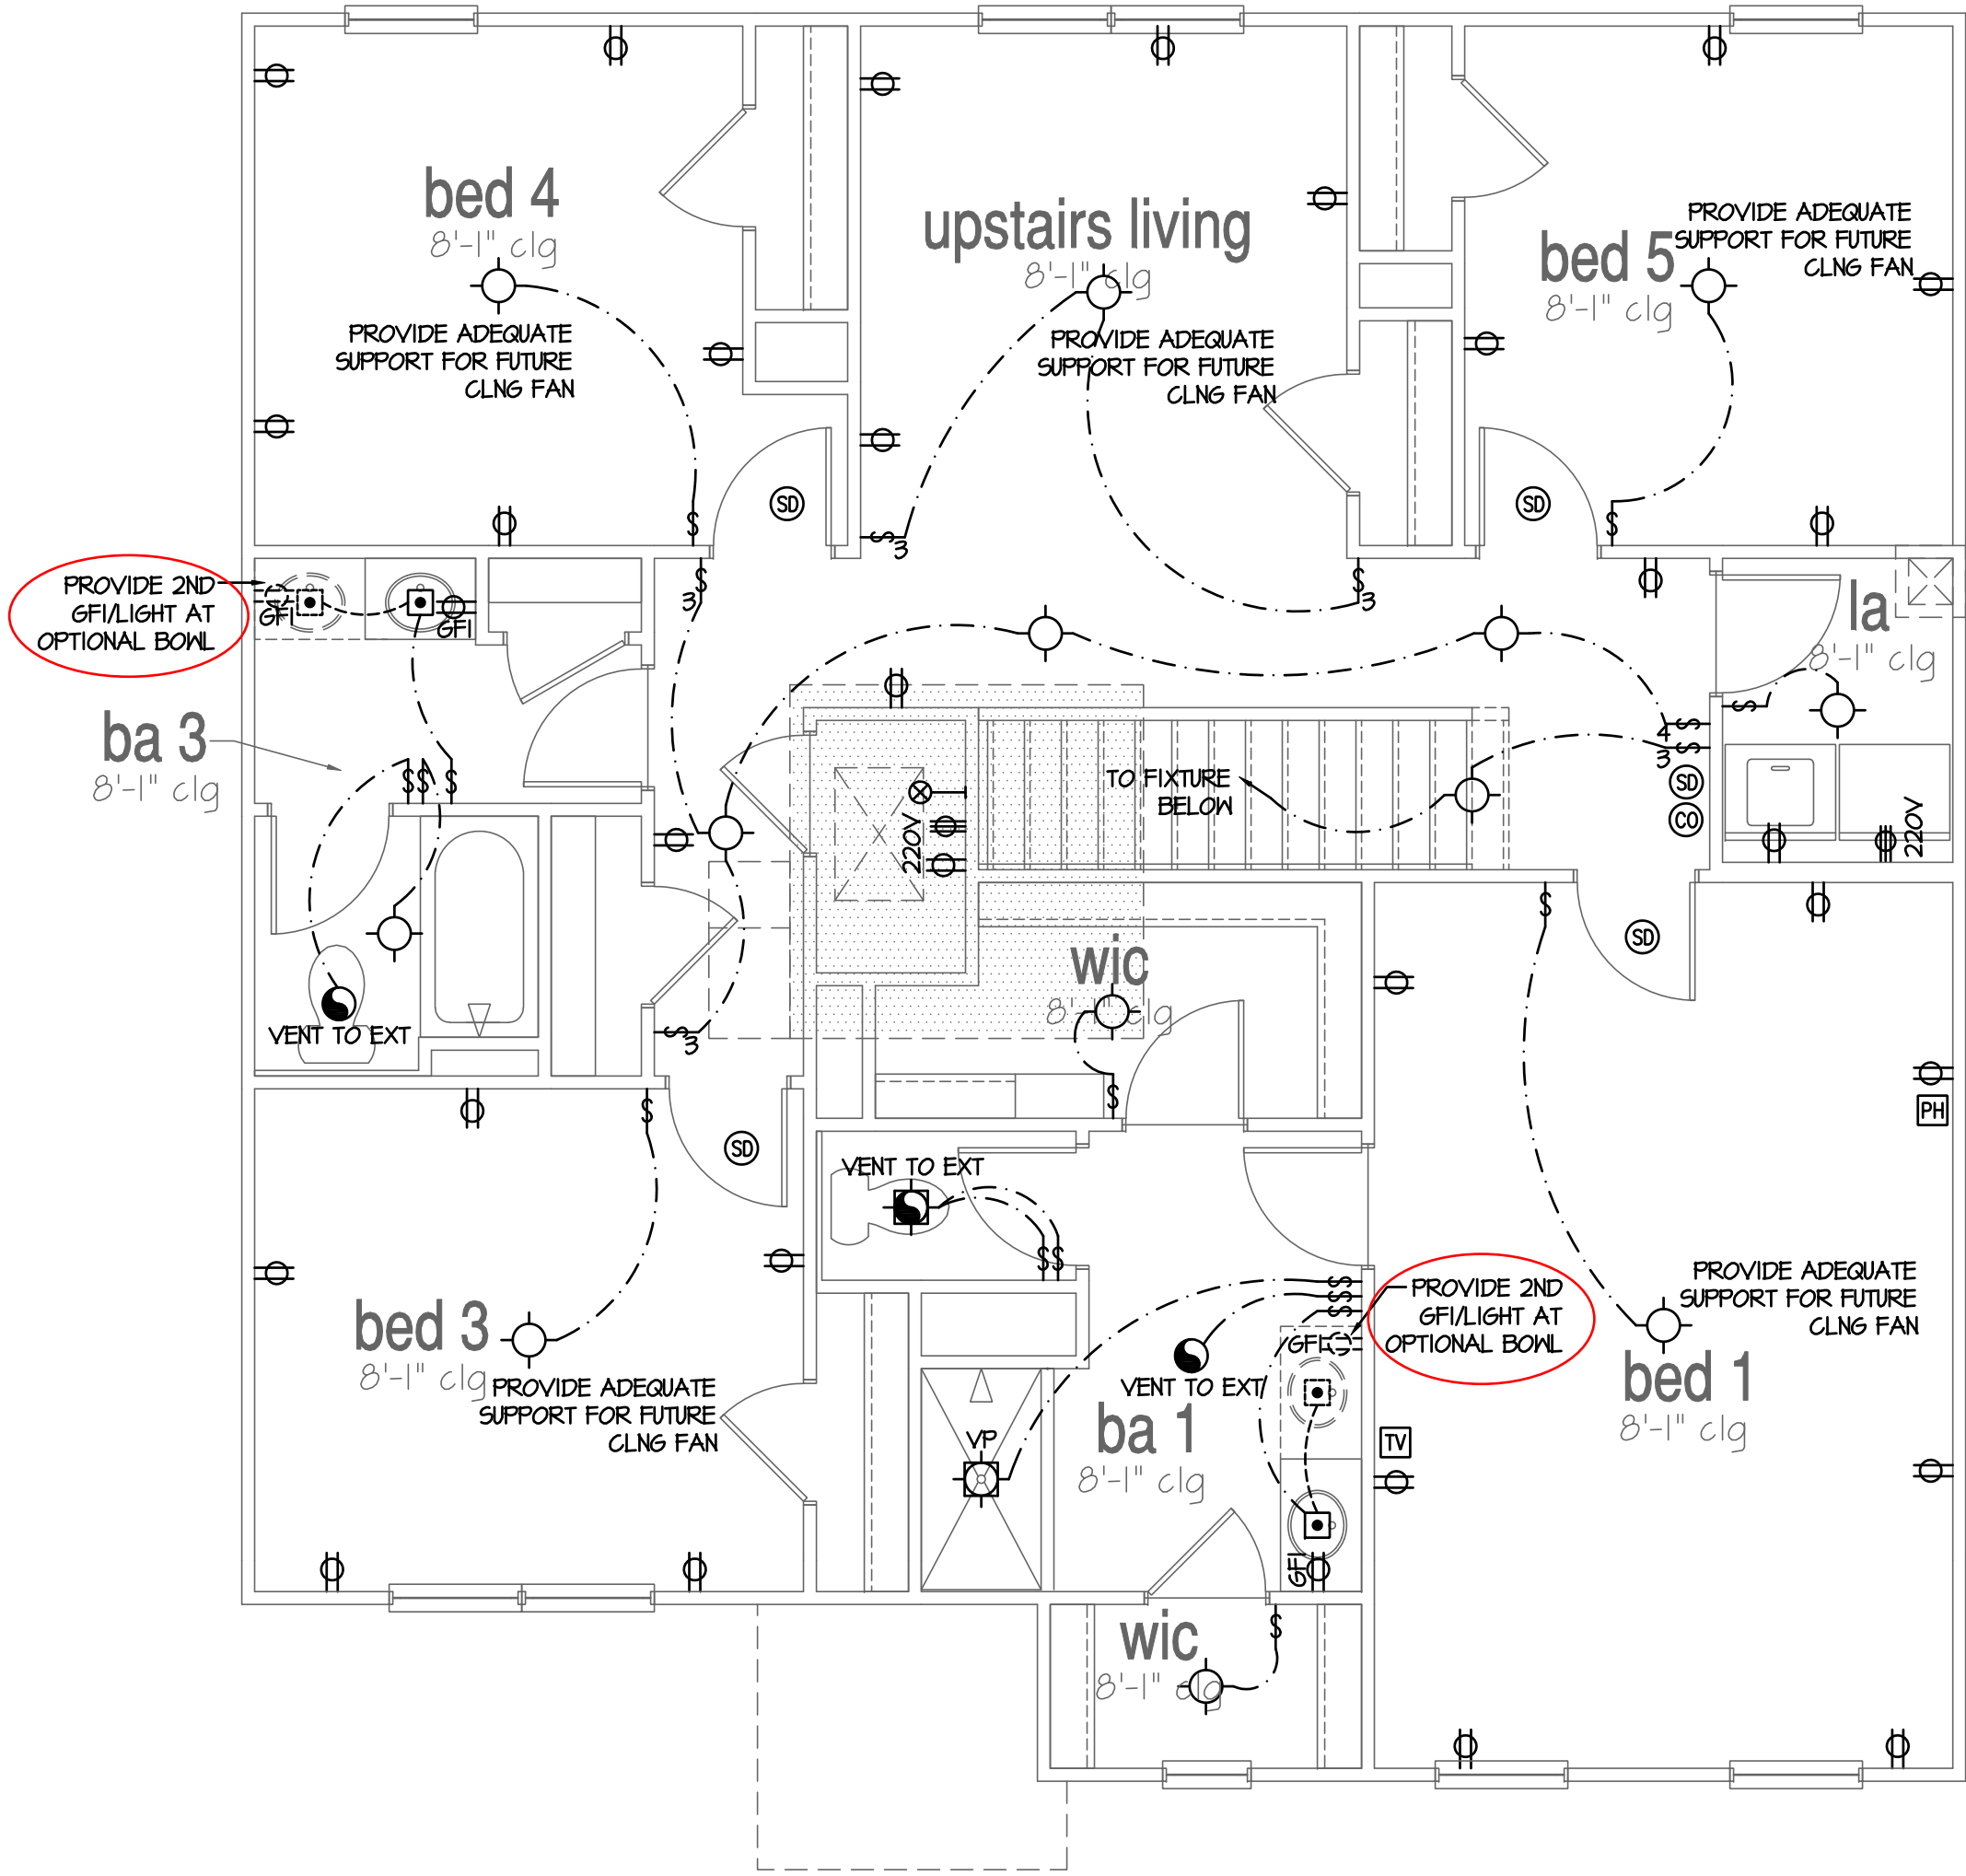 bed 4
8'-1" clg
PROVIDE ADEQUATE
SUPPORT FOR FUTURE
CLNG FAN
upstairs living
8'-1" clg
PROVIDE ADEQUATE
SUPPORT FOR FUTURE
CLNG FAN
bed 5
8'-1" clg
PROVIDE ADEQUATE
SUPPORT FOR FUTURE
CLNG FAN
SD
SD
$
$3
$
PROVIDE 2ND
GFI/LIGHT AT
OPTIONAL BOWL
GFI
GFI
$3
$3
la
8'-1" clg
$
ba 3
8'-1" clg
$$
$
$4
$3
SD
CO
220V
TO FIXTURE
BELOW
220V
VENT TO EXT
$3
wic
8'-1" clg
$
$
SD
PH
$
SD
VENT TO EXT
$$
bed 3
8'-1" clg
PROVIDE ADEQUATE
SUPPORT FOR FUTURE
CLNG FAN
$
$
$
PROVIDE 2ND
GFI/LIGHT AT
OPTIONAL BOWL
GFI
VENT TO EXT
ba 1
8'-1" clg
VP
GFI
TV
PROVIDE ADEQUATE
SUPPORT FOR FUTURE
CLNG FAN
bed 1
8'-1" clg
wic
8'-1" clg
$